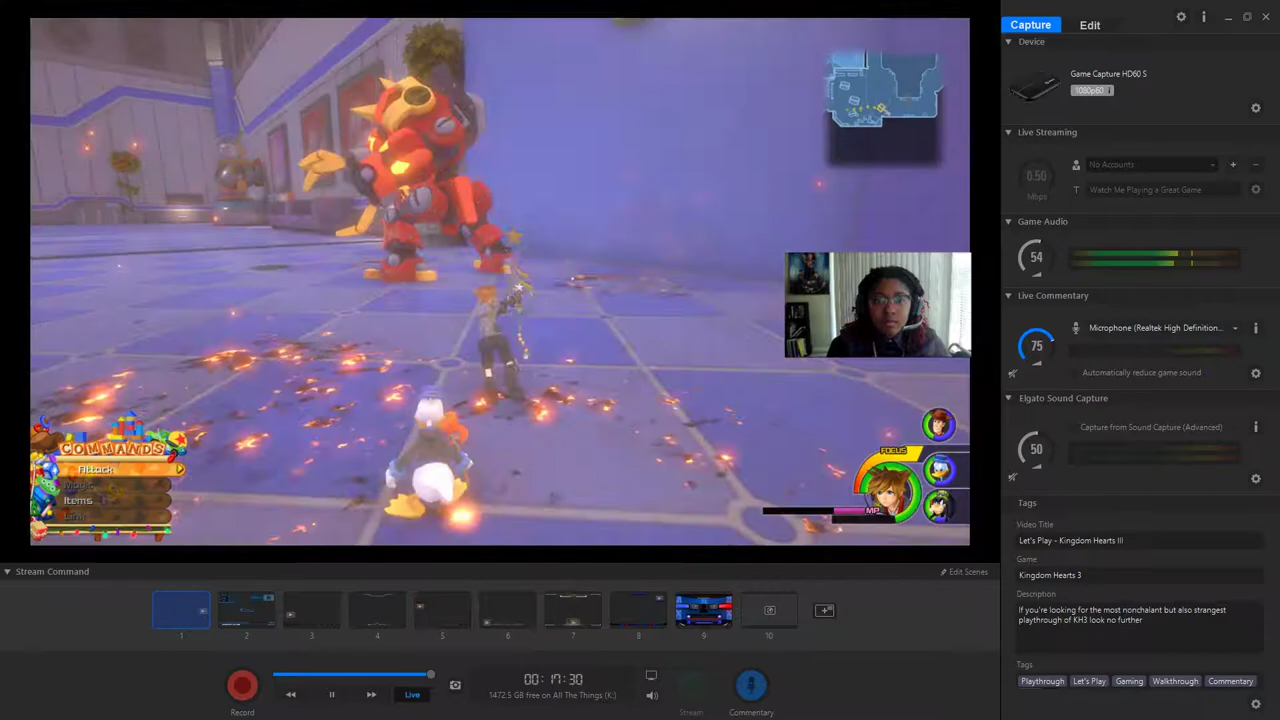 Capture
Edit
Device
Game Capture HD60 S
1080p60 i
Live Streaming
0.50
Mbps
No Accounts
T Watch Me Playing a Great Game
Game Audio
54
Live Commentary
75
Microphone (Realtek High Definition...
Automatically reduce game sound
Elgato Sound Capture
50
Capture from Sound Capture (Advanced)
Tags
Video Title
Let's Play - Kingdom Hearts III
Game
Kingdom Hearts 3
Description
If you're looking for the most nonchalant but also strangest
playthrough of KH3 look no further
Tags
Playthrough
Let's Play
Gaming
Walkthrough
Commentary
COMMANDS
Attack
Magic
Items
Link
FOCUS
MP
Stream Command
Edit Scenes
1
2
3
4
5
6
7
8
9
10
Record
Live
00:17:30
1472.5 GB free on All The Things (K:)
Stream
Commentary